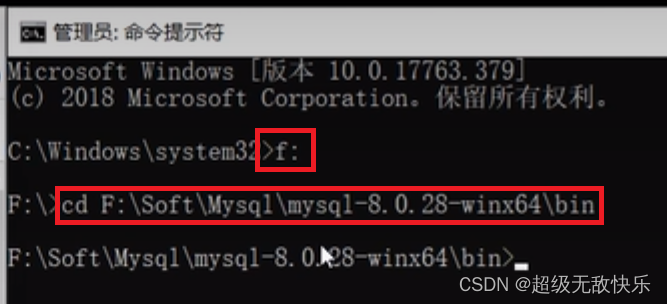 管理员: 命令提示符
Microsoft Windows [版本 10.0.17763.379]
(c) 2018 Microsoft Corporation。保留所有权利。
C:\Windows\system32>f:
F:\>cd F:\Soft\Mysql\mysql-8.0.28-winx64\bin
F:\Soft\Mysql\mysql-8.0.28-winx64\bin>
CSDN @超级无敌快乐